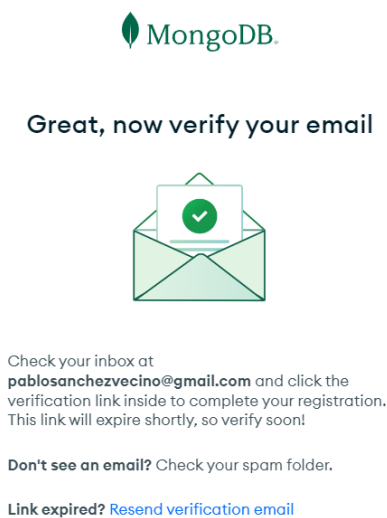 MongoDB.
Great, now verify your email
Check your inbox at
pablosanchezvecino@gmail.com and click the
verification link inside to complete your registration.
This link will expire shortly, so verify soon!
Don't see an email? Check your spam folder.
Link expired? Resend verification email